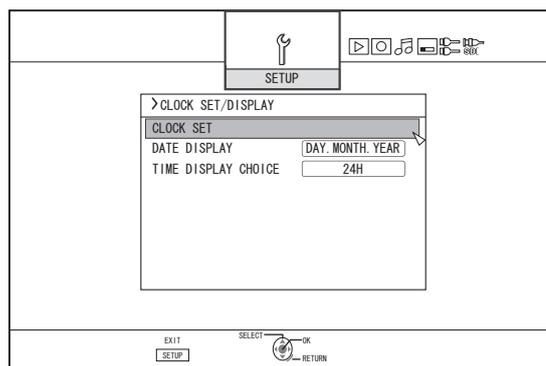 SETUP
>CLOCK SET/DISPLAY
CLOCK SET
DATE DISPLAY DAY.MONTH.YEAR
TIME DISPLAY CHOICE 24H
EXIT SELECT OK
SETUP RETURN